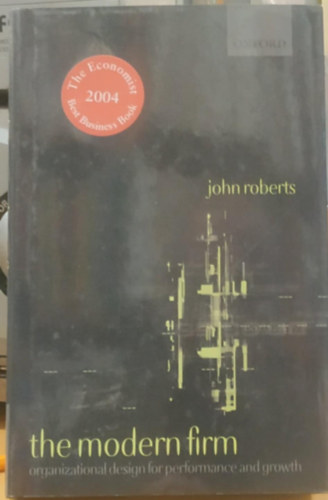 OXFORD
The Economist
2004
Best Business Book
john roberts
the modern firm
organizational design for performance and growth